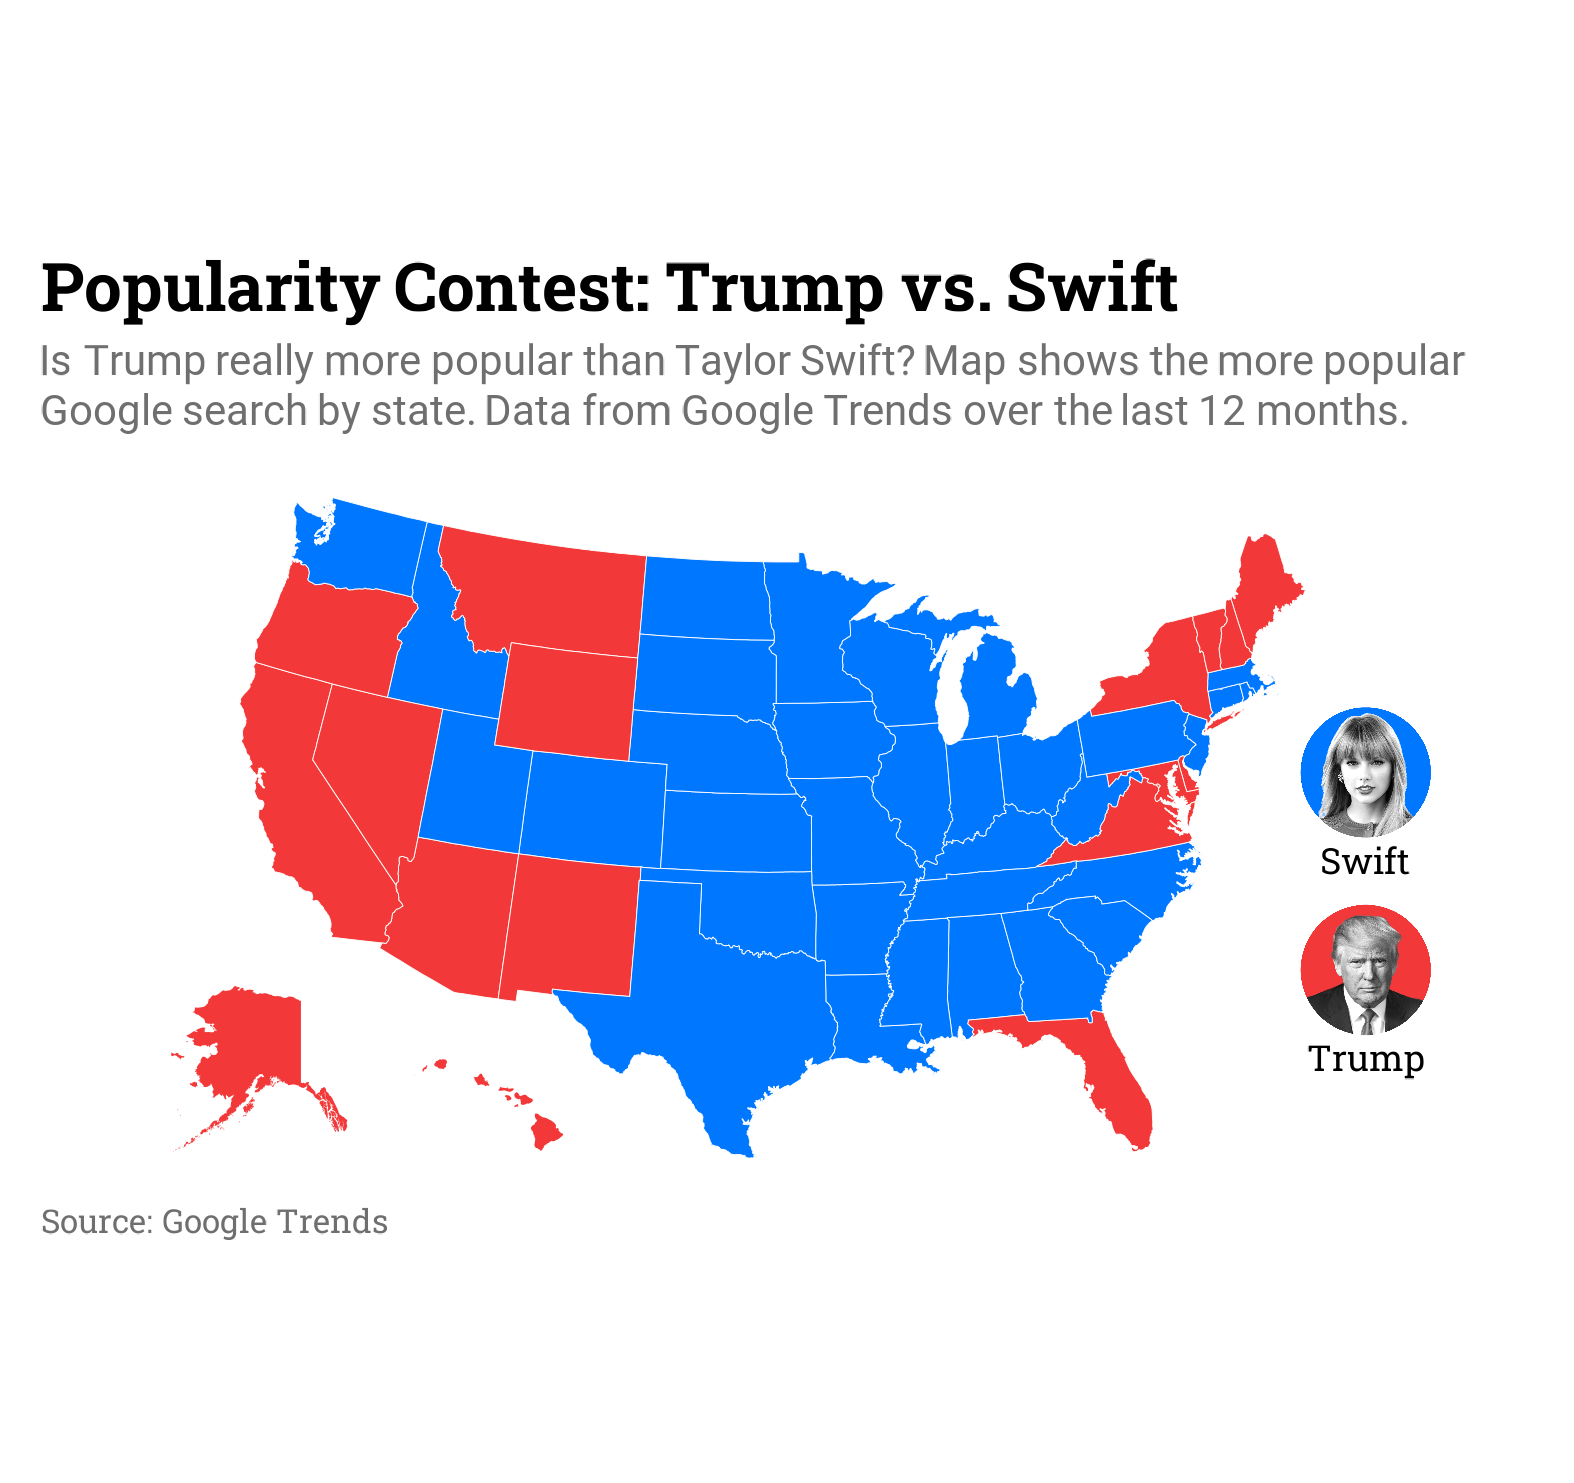 Popularity Contest: Trump vs. Swift
Is Trump really more popular than Taylor Swift? Map shows the more popular
Google search by state. Data from Google Trends over the last 12 months.
Swift
Trump
Source: Google Trends